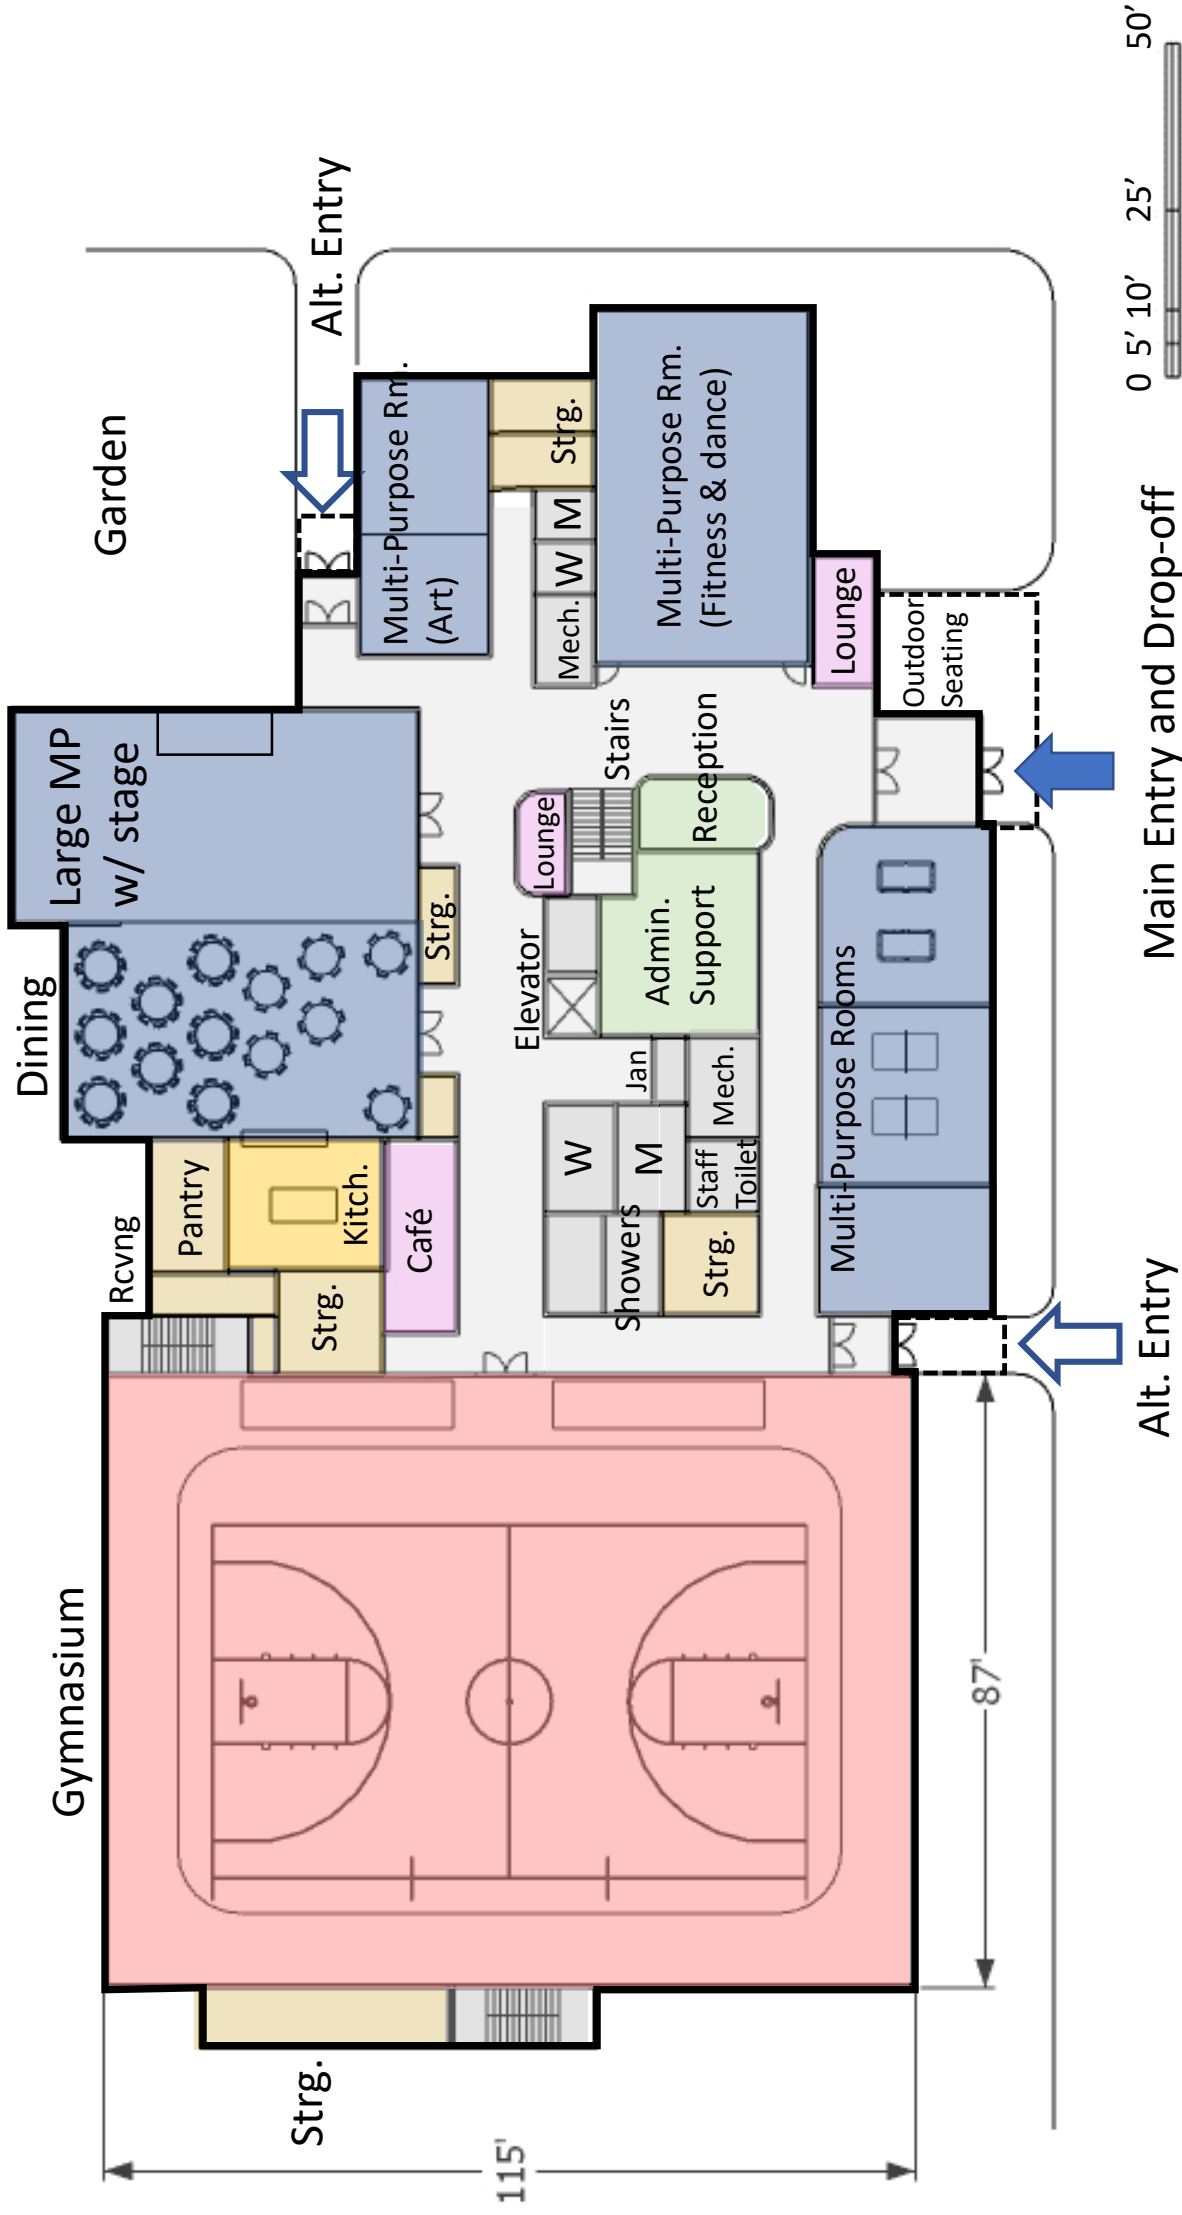 Garden
Alt. Entry
Large MP
w/ stage
Dining
Rcvng
Pantry
Kitch.
Café
Strg.
Strg.
Multi-Purpose Rm.
(Art)
Strg.
M
W
Mech.
Multi-Purpose Rm.
(Fitness & dance)
Lounge
Outdoor
Seating
Stairs
Reception
Lounge
Elevator
Admin.
Support
Jan
Mech.
W
M
Staff
Toilet
Showers
Strg.
Multi-Purpose Rooms
Gymnasium
Strg.
115'
87'
Alt. Entry
Main Entry and Drop-off
0 5' 10' 25' 50'